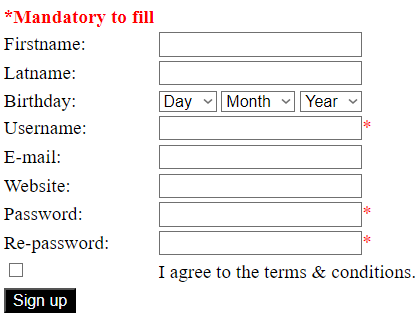 *Mandatory to fill
Firstname:
Latname:
Birthday: Day Month Year
Username: *
E-mail:
Website:
Password: *
Re-password: *
I agree to the terms & conditions.
Sign up